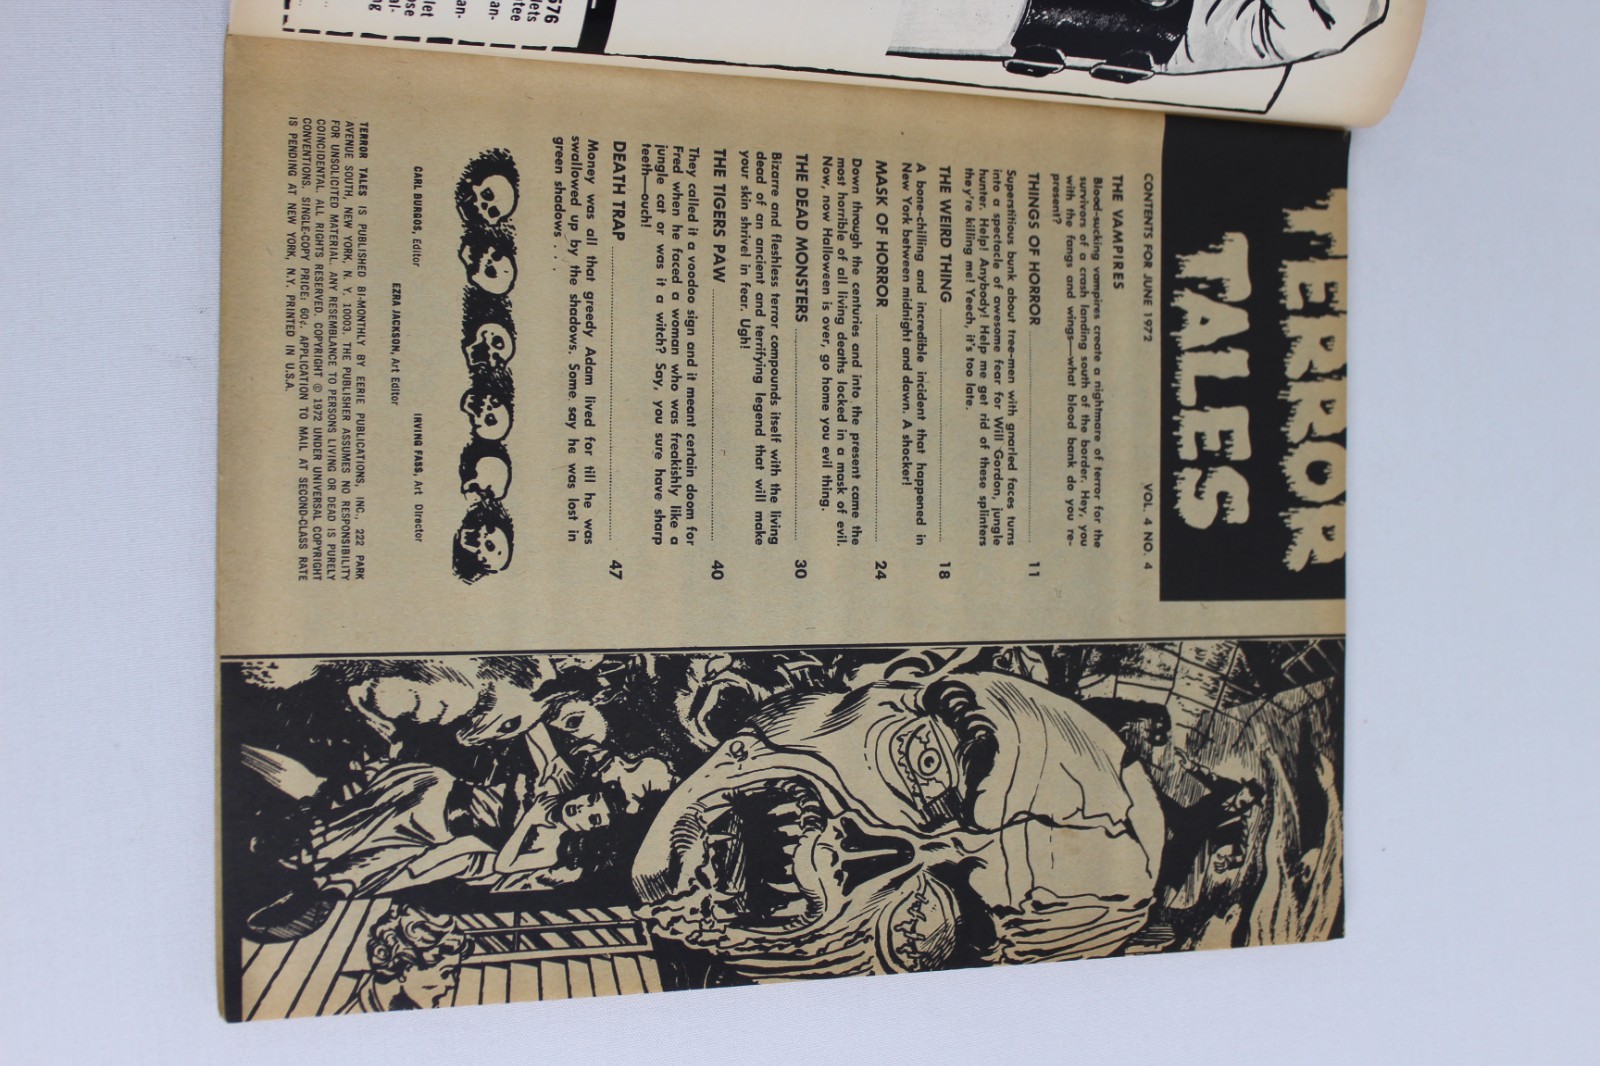 TERROR
TALES
CONTENTS FOR JUNE 1972 VOL. 4 NO. 4
THE VAMPIRES
Blood-sucking vampires create a nightmare of terror for the
survivors of a crash landing south of the border. Hey, you
with the fangs and wings—what blood bank do you re-
present?
THINGS OF HORROR 11
Superstitious bunk about tree-men with gnarled faces turns
into a spectacle of awesome fear for Will Gordon, jungle
hunter. Help! Anybody! Help me get rid of these splinters
they're killing me! Yeech, it's too late.
THE WEIRD THING 18
A bone-chilling and incredible incident that happened in
New York between midnight and dawn. A shocker!
MASK OF HORROR 24
Down through the centuries and into the present came the
most horrible of all living deaths locked in a mask of evil.
Now, now Halloween is over, go home you evil thing.
THE DEAD MONSTERS 30
Bizarre and fleshless terror compounds itself with the living
dead of an ancient and terrifying legend that will make
your skin shrivel in fear. Ugh!
THE TIGERS PAW 40
They called it a voodoo sign and it meant certain doom for
Fred when he faced a woman who was freakishly like a
jungle cat or was it a witch? Say, you sure have sharp
teeth—ouch!
DEATH TRAP 47
Money was all that greedy Adam lived for till he was
swallowed up by the shadows. Some say he was lost in
green shadows . . .
CARL BURGOS, Editor IRVING FASS, Art Director
EZRA JACKSON, Art Editor
TERROR TALES IS PUBLISHED BI-MONTHLY BY EERIE PUBLICATIONS, INC., 222 PARK
AVENUE SOUTH, NEW YORK, N. Y. 10003. THE PUBLISHER ASSUMES NO RESPONSIBILITY
FOR UNSOLICITED MATERIAL. ANY RESEMBLANCE TO PERSONS LIVING OR DEAD IS PURELY
COINCIDENTAL. ALL RIGHTS RESERVED. COPYRIGHT © 1972 UNDER UNIVERSAL COPYRIGHT
CONVENTIONS. SINGLE-COPY PRICE: 60¢. APPLICATION TO MAIL AT SECOND-CLASS RATE
IS PENDING AT NEW YORK, N.Y. PRINTED IN U.S.A.